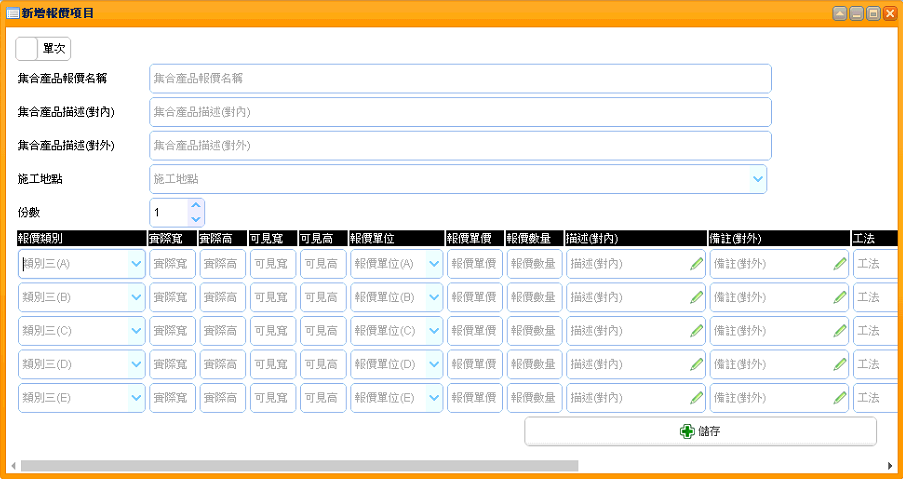 新增報價項目
單次
集合產品報價名稱 集合產品報價名稱
集合產品描述(對內) 集合產品描述(對內)
集合產品描述(對外) 集合產品描述(對外)
施工地點 施工地點
份數 1
報價類別 實際寬 實際高 可見寬 可見高 報價單位 報價單價 報價數量 描述(對內) 備註(對外) 工法
類別三(A) 實際寬 實際高 可見寬 可見高 報價單位(A) 報價單價 報價數量 描述(對內) 備註(對外) 工法
類別三(B) 實際寬 實際高 可見寬 可見高 報價單位(B) 報價單價 報價數量 描述(對內) 備註(對外) 工法
類別三(C) 實際寬 實際高 可見寬 可見高 報價單位(C) 報價單價 報價數量 描述(對內) 備註(對外) 工法
類別三(D) 實際寬 實際高 可見寬 可見高 報價單位(D) 報價單價 報價數量 描述(對內) 備註(對外) 工法
類別三(E) 實際寬 實際高 可見寬 可見高 報價單位(E) 報價單價 報價數量 描述(對內) 備註(對外) 工法
儲存